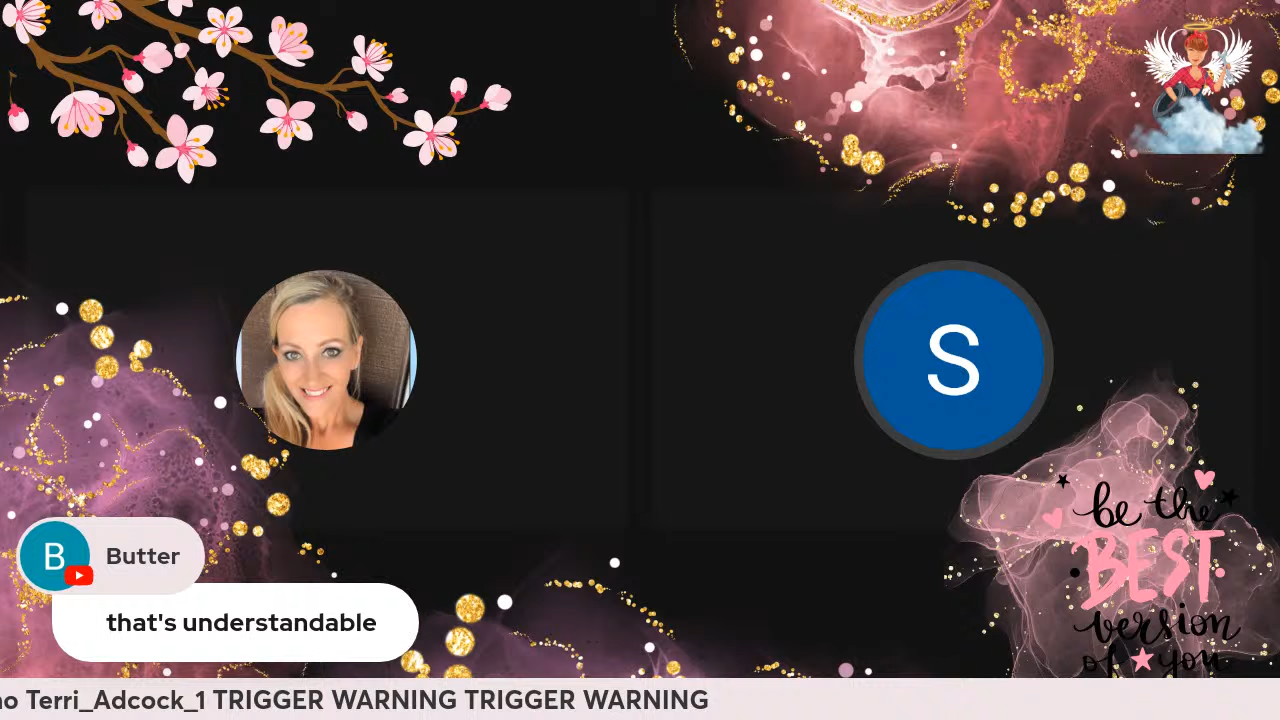 S
be the
BEST
version
of you
B Butter
that's understandable
no Terri_Adcock_1 TRIGGER WARNING TRIGGER WARNING